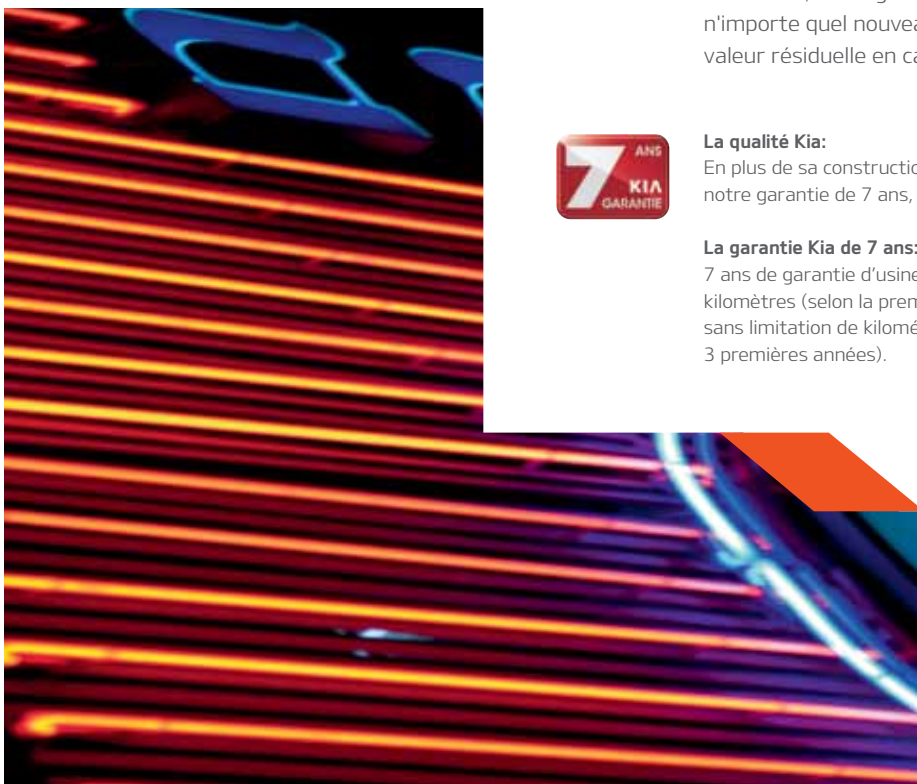 n'importe quel nouvea
valeur résiduelle en ca
7 ANS
KIA
GARANTIE
La qualité Kia:
En plus de sa constructio
notre garantie de 7 ans,
La garantie Kia de 7 ans:
7 ans de garantie d’usine
kilomètres (selon la prem
sans limitation de kilomé
3 premières années).